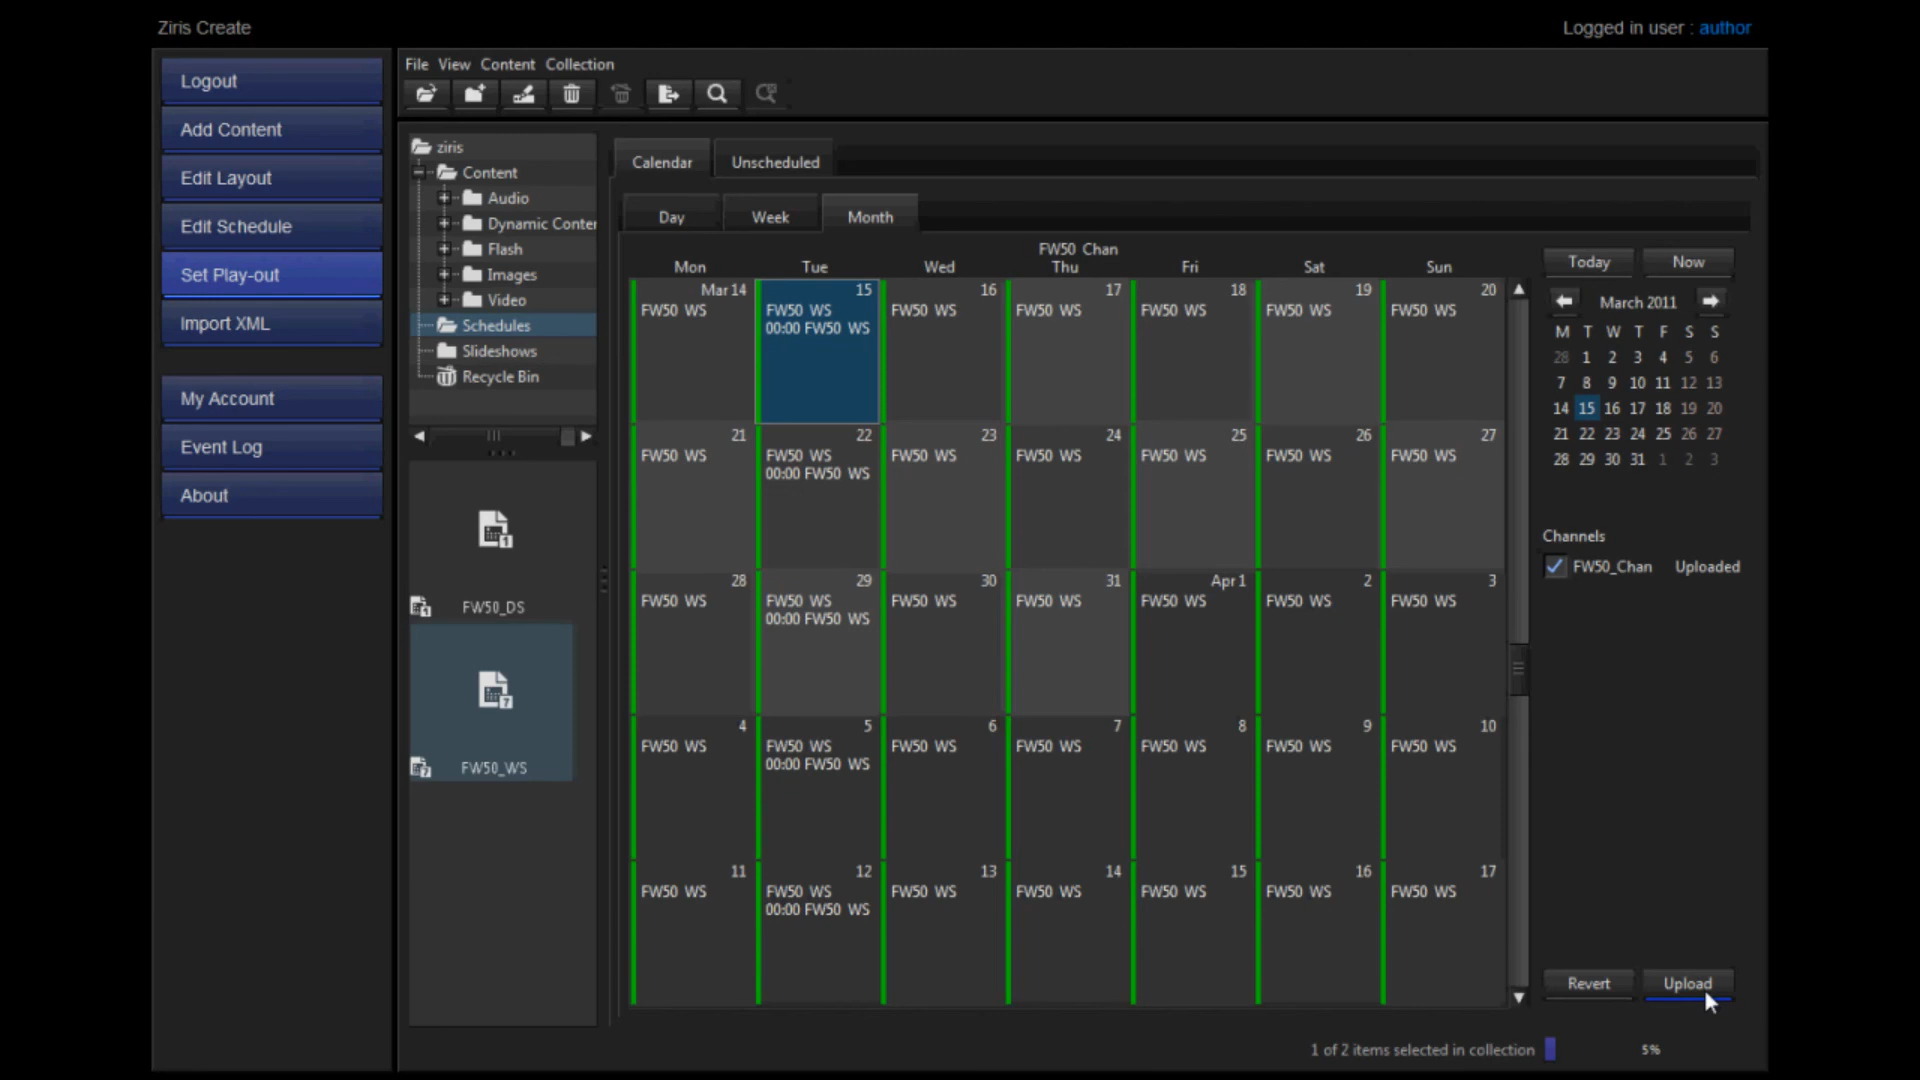 Ziris Create
Logged in user : author
Logout
Add Content
Edit Layout
Edit Schedule
Set Play-out
Import XML
My Account
Event Log
About
File View Content Collection
ziris
Content
Audio
Dynamic Conter
Flash
Images
Video
Schedules
Slideshows
Recycle Bin
1
1 FW50_DS
7
7 FW50_WS
Calendar Unscheduled
Day Week Month
FW50 Chan
Mon Tue Wed Thu Fri Sat Sun
Mar 14 15 16 17 18 19 20
FW50 WS FW50 WS FW50 WS FW50 WS FW50 WS FW50 WS FW50 WS
00:00 FW50 WS
21 22 23 24 25 26 27
FW50 WS FW50 WS FW50 WS FW50 WS FW50 WS FW50 WS FW50 WS
00:00 FW50 WS
28 29 30 31 Apr 1 2 3
FW50 WS FW50 WS FW50 WS FW50 WS FW50 WS FW50 WS FW50 WS
00:00 FW50 WS
4 5 6 7 8 9 10
FW50 WS FW50 WS FW50 WS FW50 WS FW50 WS FW50 WS FW50 WS
00:00 FW50 WS
11 12 13 14 15 16 17
FW50 WS FW50 WS FW50 WS FW50 WS FW50 WS FW50 WS FW50 WS
00:00 FW50 WS
Today Now
March 2011
M T W T F S S
28 1 2 3 4 5 6
7 8 9 10 11 12 13
14 15 16 17 18 19 20
21 22 23 24 25 26 27
28 29 30 31 1 2 3
Channels
FW50_Chan Uploaded
Revert Upload
1 of 2 items selected in collection 5%